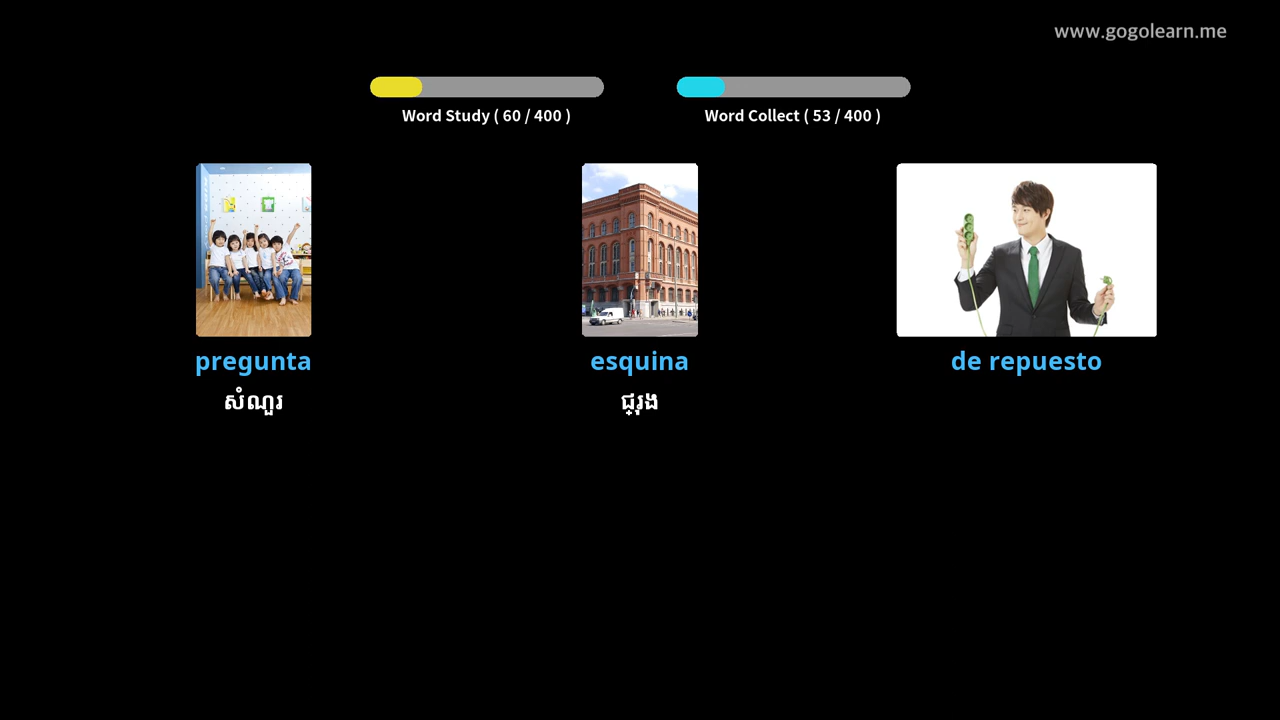 www.gogolearn.me
Word Study ( 60 / 400 )
Word Collect ( 53 / 400 )
pregunta
esquina
de repuesto
សំណួរ
ជ្រុង